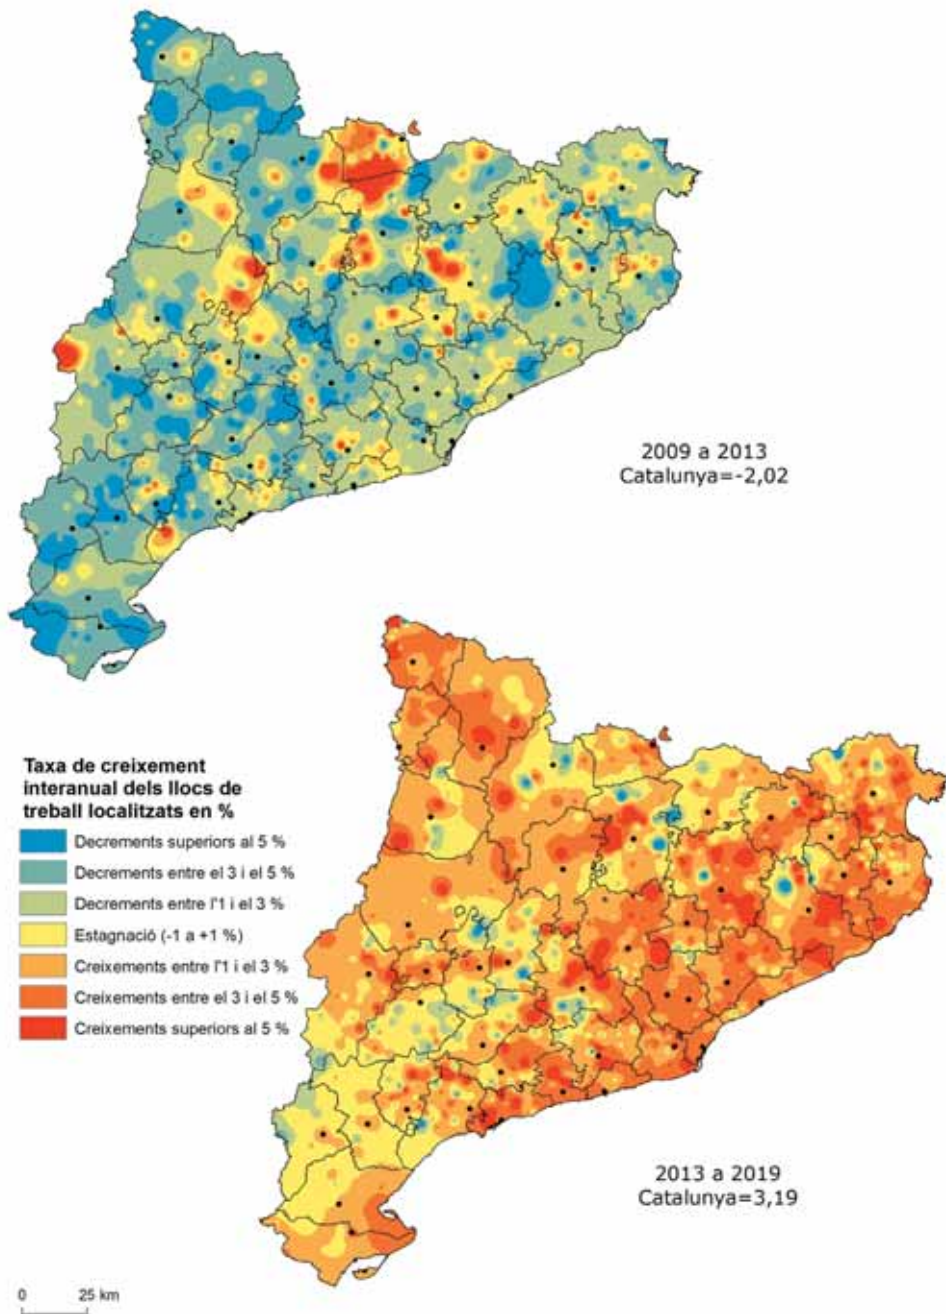 2009 a 2013
Catalunya=-2,02
Taxa de creixement
interanual dels llocs de
treball localitzats en %
Decrements superiors al 5 %
Decrements entre el 3 i el 5 %
Decrements entre l'1 i el 3 %
Estagnació (-1 a +1 %)
Creixements entre l'1 i el 3 %
Creixements entre el 3 i el 5 %
Creixements superiors al 5 %
2013 a 2019
Catalunya=3,19
0 25 km